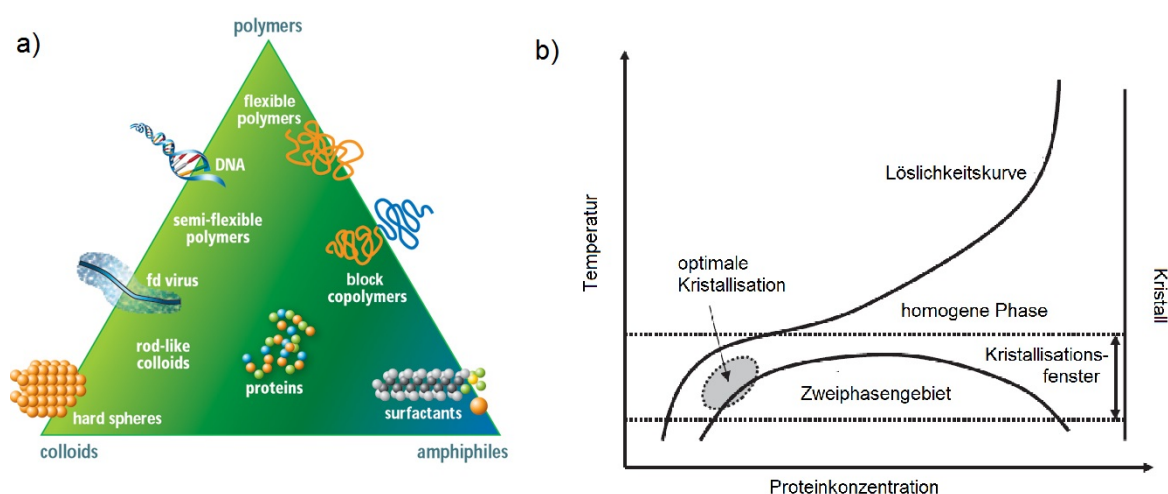 a)
polymers
flexible
polymers
DNA
semi-flexible
polymers
fd virus
block
copolymers
rod-like
colloids
proteins
hard spheres
surfactants
colloids
amphiphiles
b)
Temperatur
Löslichkeitskurve
optimale
Kristallisation
homogene Phase
Kristallisations-
fenster
Zweiphasengebiet
Kristall
Proteinkonzentration